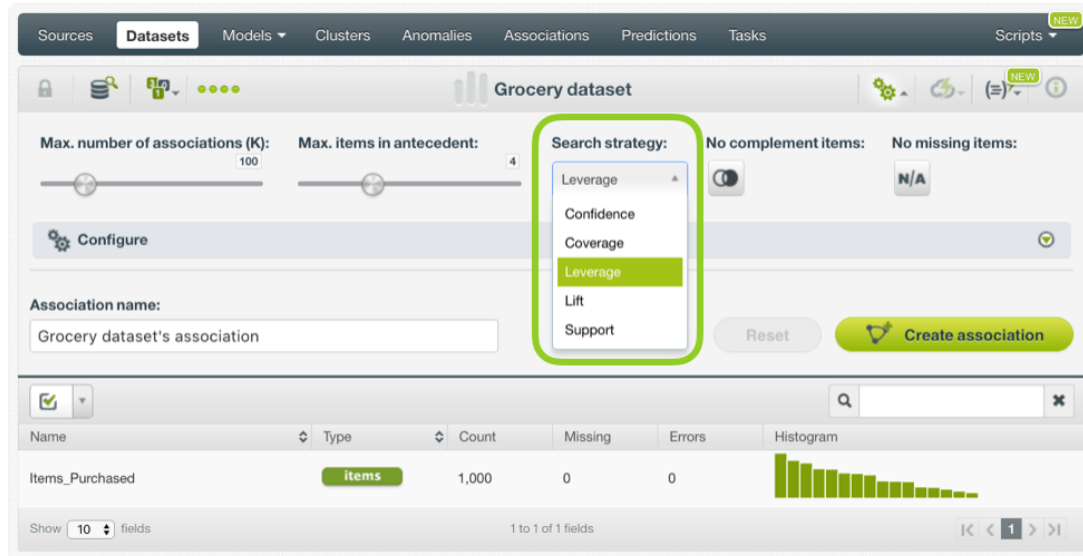 Sources Datasets Models Clusters Anomalies Associations Predictions Tasks Scripts NEW
Grocery dataset NEW
Max. number of associations (K): Max. items in antecedent: Search strategy: No complement items: No missing items:
100 4
Leverage N/A
Confidence
Configure Coverage
Leverage
Association name: Lift
Grocery dataset's association Support Reset Create association
Name Type Count Missing Errors Histogram
Items_Purchased items 1,000 0 0
Show 10 fields 1 to 1 of 1 fields 1